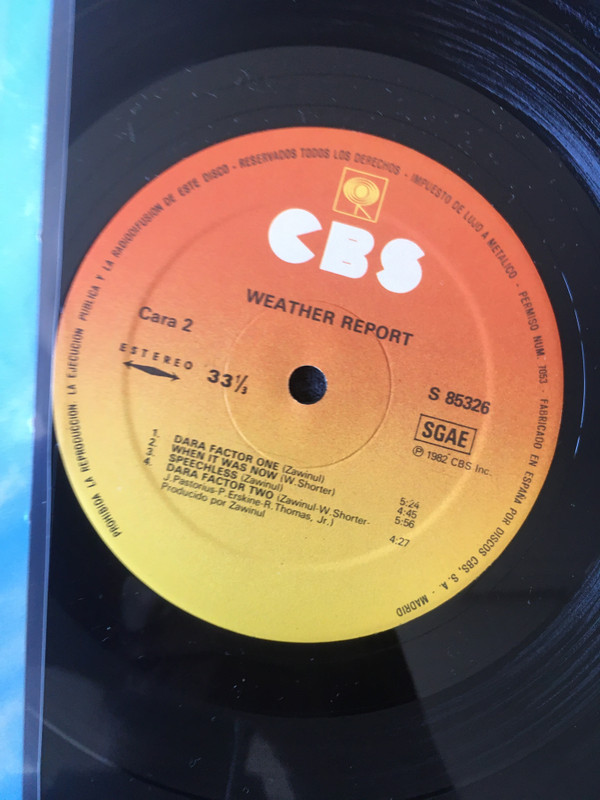 PROHIBIDA LA REPRODUCCION. LA EJECUCION PUBLICA Y LA RADIODIFUSION DE ESTE DISCO - RESERVADOS TODOS LOS DERECHOS - IMPUESTO DE LUJO A METALICO - PERMISO NUM. 7053 - FABRICADO EN ESPAÑA POR DISCOS CBS, S. A. - MADRID
CBS
WEATHER REPORT
Cara 2
ESTEREO 33⅓
S 85326
SGAE
℗ 1982 CBS Inc.
1. DARA FACTOR ONE (Zawinul) 5:24
2. WHEN IT WAS NOW (W. Shorter) 4:45
3. SPEECHLESS (Zawinul) 5:56
4. DARA FACTOR TWO (Zawinul-W. Shorter-
J. Pastorius-P. Erskine-R. Thomas, Jr.) 4:27
Producido por Zawinul